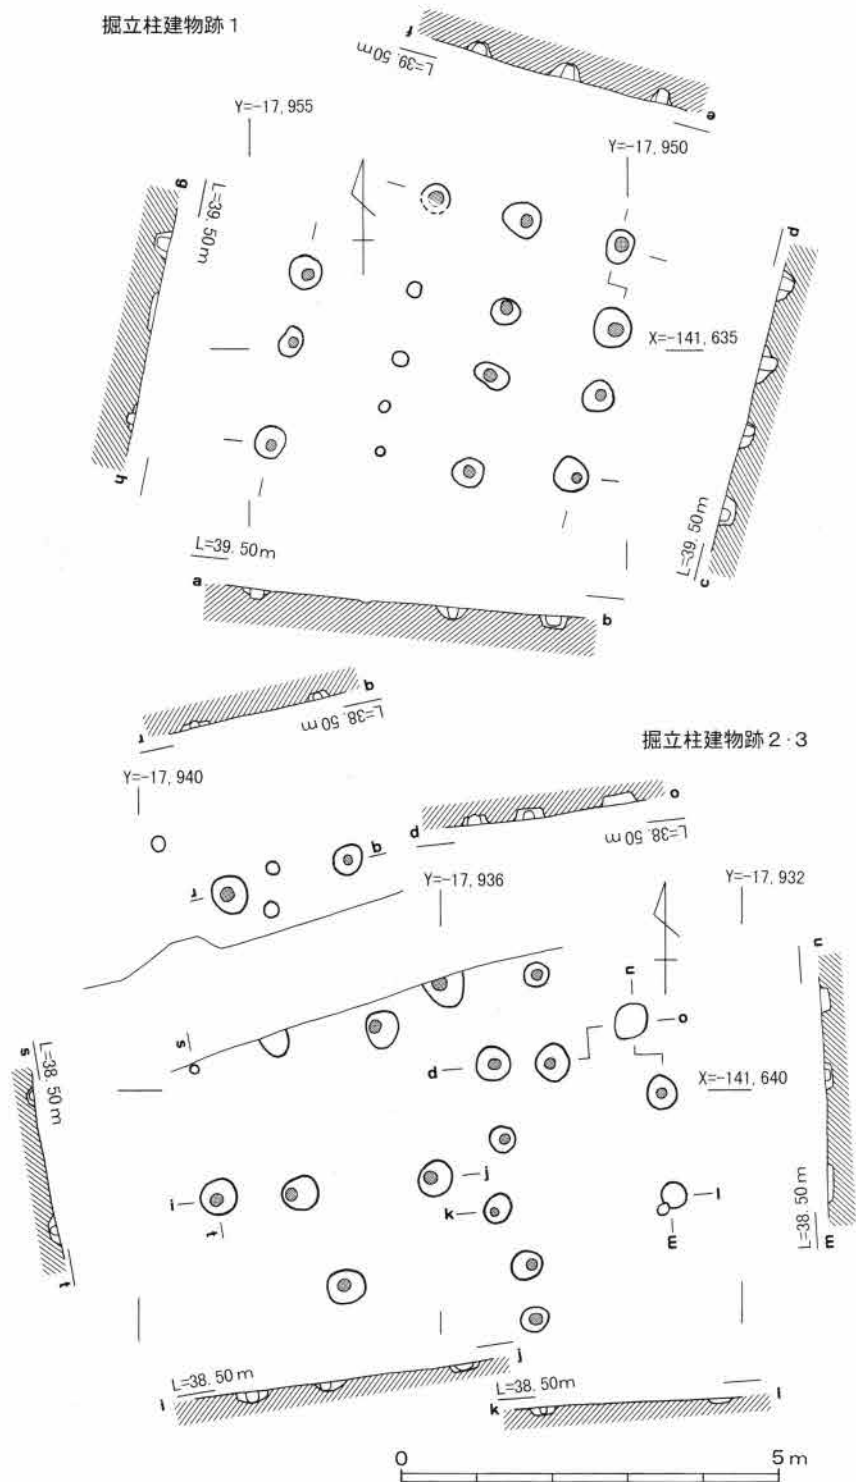 掘立柱建物跡1
f
L=39.50m
e
Y=-17,955
Y=-17,950
g
L=39.50m
d
X=-141,635
h
L=39.50m
c
L=39.50m
a
b
b
L=38.50m
r
掘立柱建物跡2・3
Y=-17,940
o
d
L=38.50m
b
r
Y=-17,936
Y=-17,932
n
n
s
o
s
L=38.50m
d
X=-141,640
j
i
k
l
t
m
L=38.50m
m
t
j
L=38.50m
i
L=38.50m
k
l
0
5m